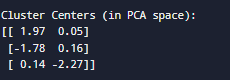 Cluster Centers (in PCA space):
[[ 1.97  0.05]
 [-1.78  0.16]
 [ 0.14 -2.27]]